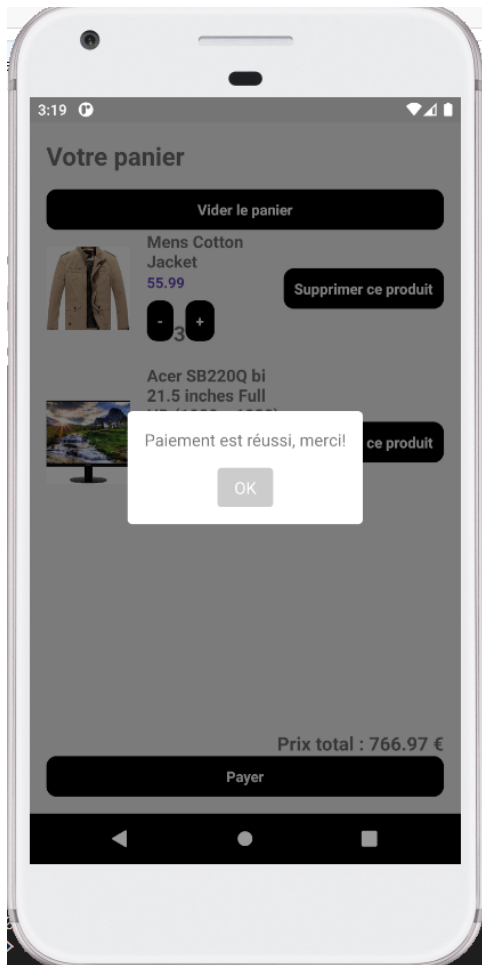 3:19
Votre panier
Vider le panier
Mens Cotton
Jacket
55.99
Supprimer ce produit
- 3 +
Acer SB220Q bi
21.5 inches Full
ce produit
Paiement est réussi, merci!
OK
Prix total : 766.97 €
Payer